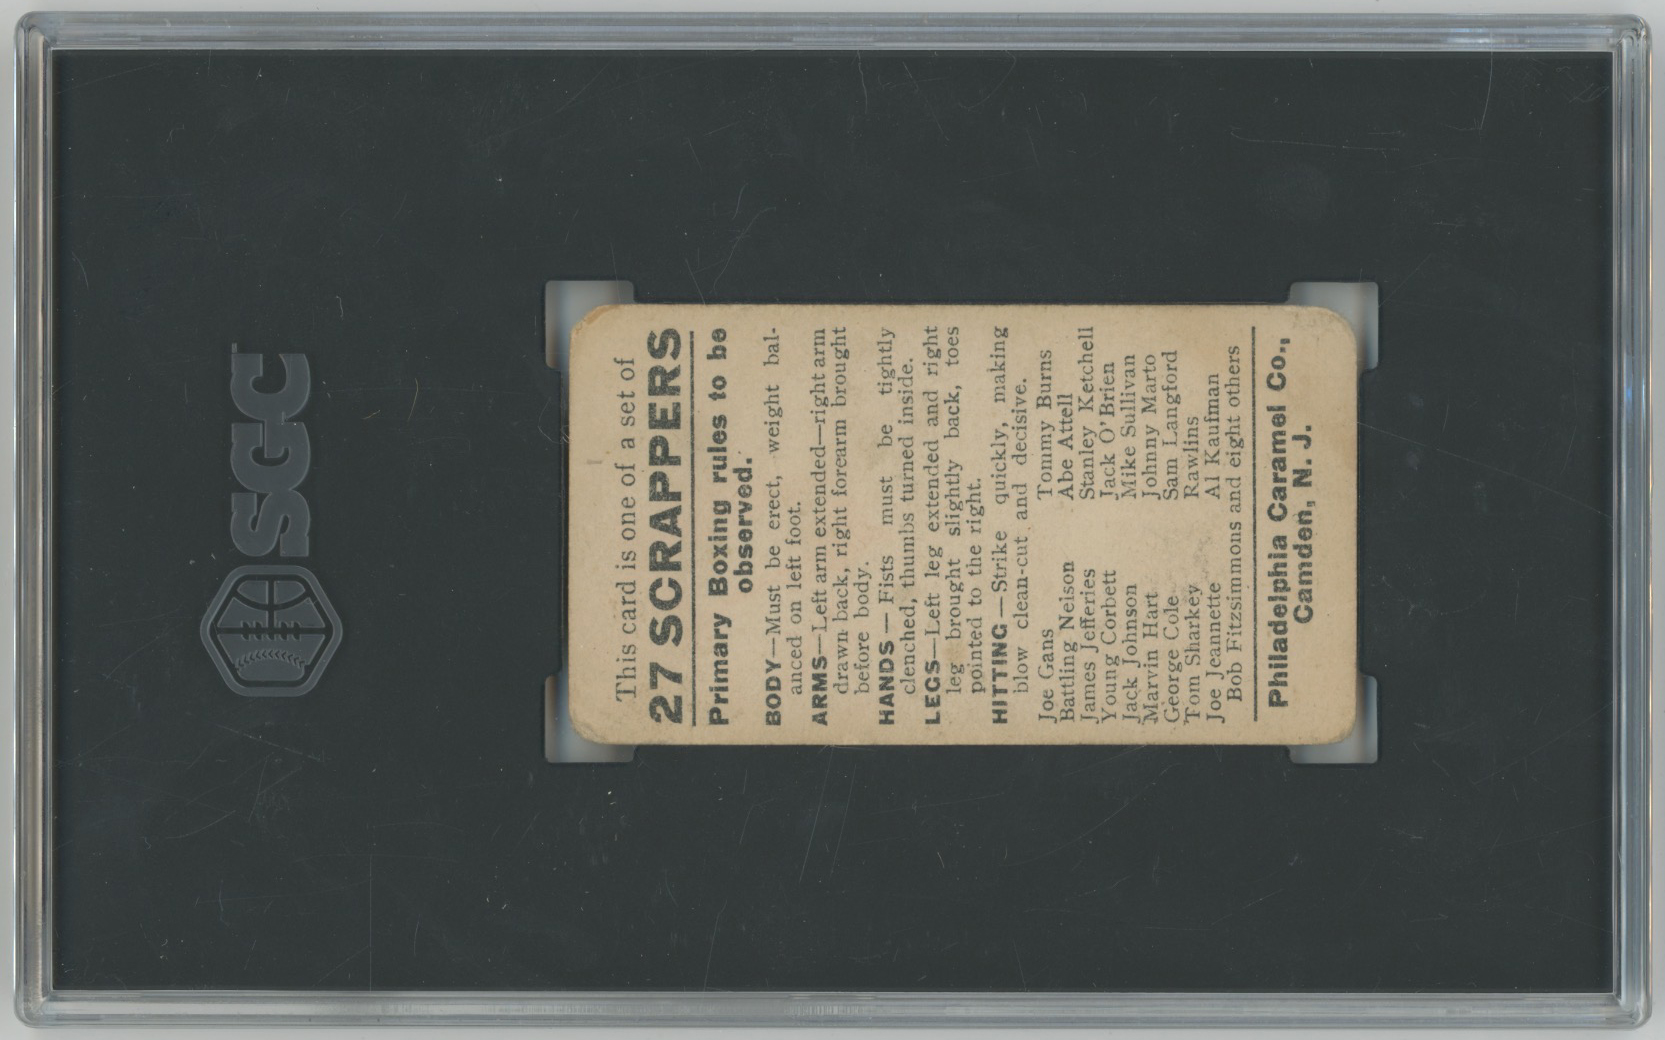 SGC
This card is one of a set of
27 SCRAPPERS
Primary Boxing rules to be
observed.
BODY—Must be erect, weight bal-
anced on left foot.
ARMS—Left arm extended—right arm
drawn back, right forearm brought
before body.
HANDS — Fists must be tightly
clenched, thumbs turned inside.
LEGS—Left leg extended and right
leg brought slightly back, toes
pointed to the right.
HITTING—Strike quickly, making
blow clean-cut and decisive.
Joe Gans Tommy Burns
Battling Nelson Abe Attell
James Jefferies Stanley Ketchell
Young Corbett Jack O'Brien
Jack Johnson Mike Sullivan
Marvin Hart Johnny Marto
George Cole Sam Langford
Tom Sharkey Rawlins
Joe Jeannette Al Kaufman
Bob Fitzsimmons and eight others
Philadelphia Caramel Co.,
Camden, N. J.